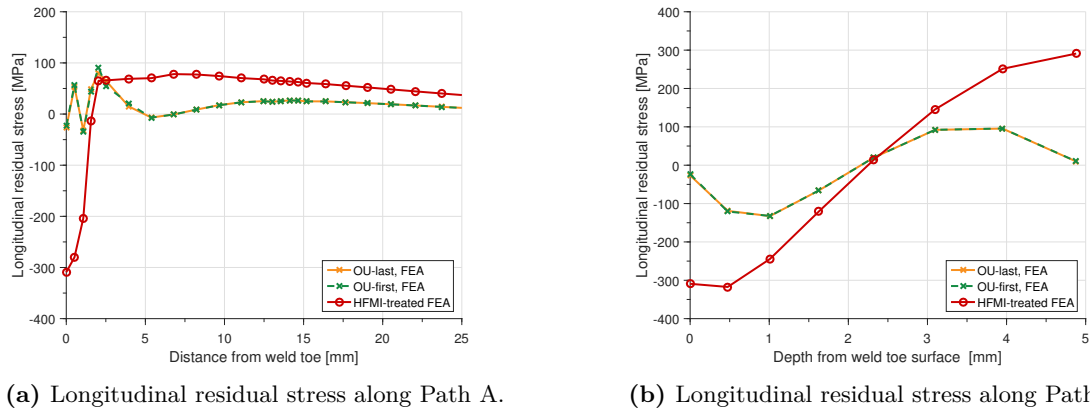 200
100
0
-100
-200
-300
-400
Longitudinal residual stress [MPa]
0 5 10 15 20 25
Distance from weld toe [mm]
OU-last, FEA
OU-first, FEA
HFMI-treated FEA
(a) Longitudinal residual stress along Path A.
400
300
200
100
0
-100
-200
-300
-400
Longitudinal residual stress [MPa]
0 1 2 3 4 5
Depth from weld toe surface [mm]
OU-last, FEA
OU-first, FEA
HFMI-treated FEA
(b) Longitudinal residual stress along Path